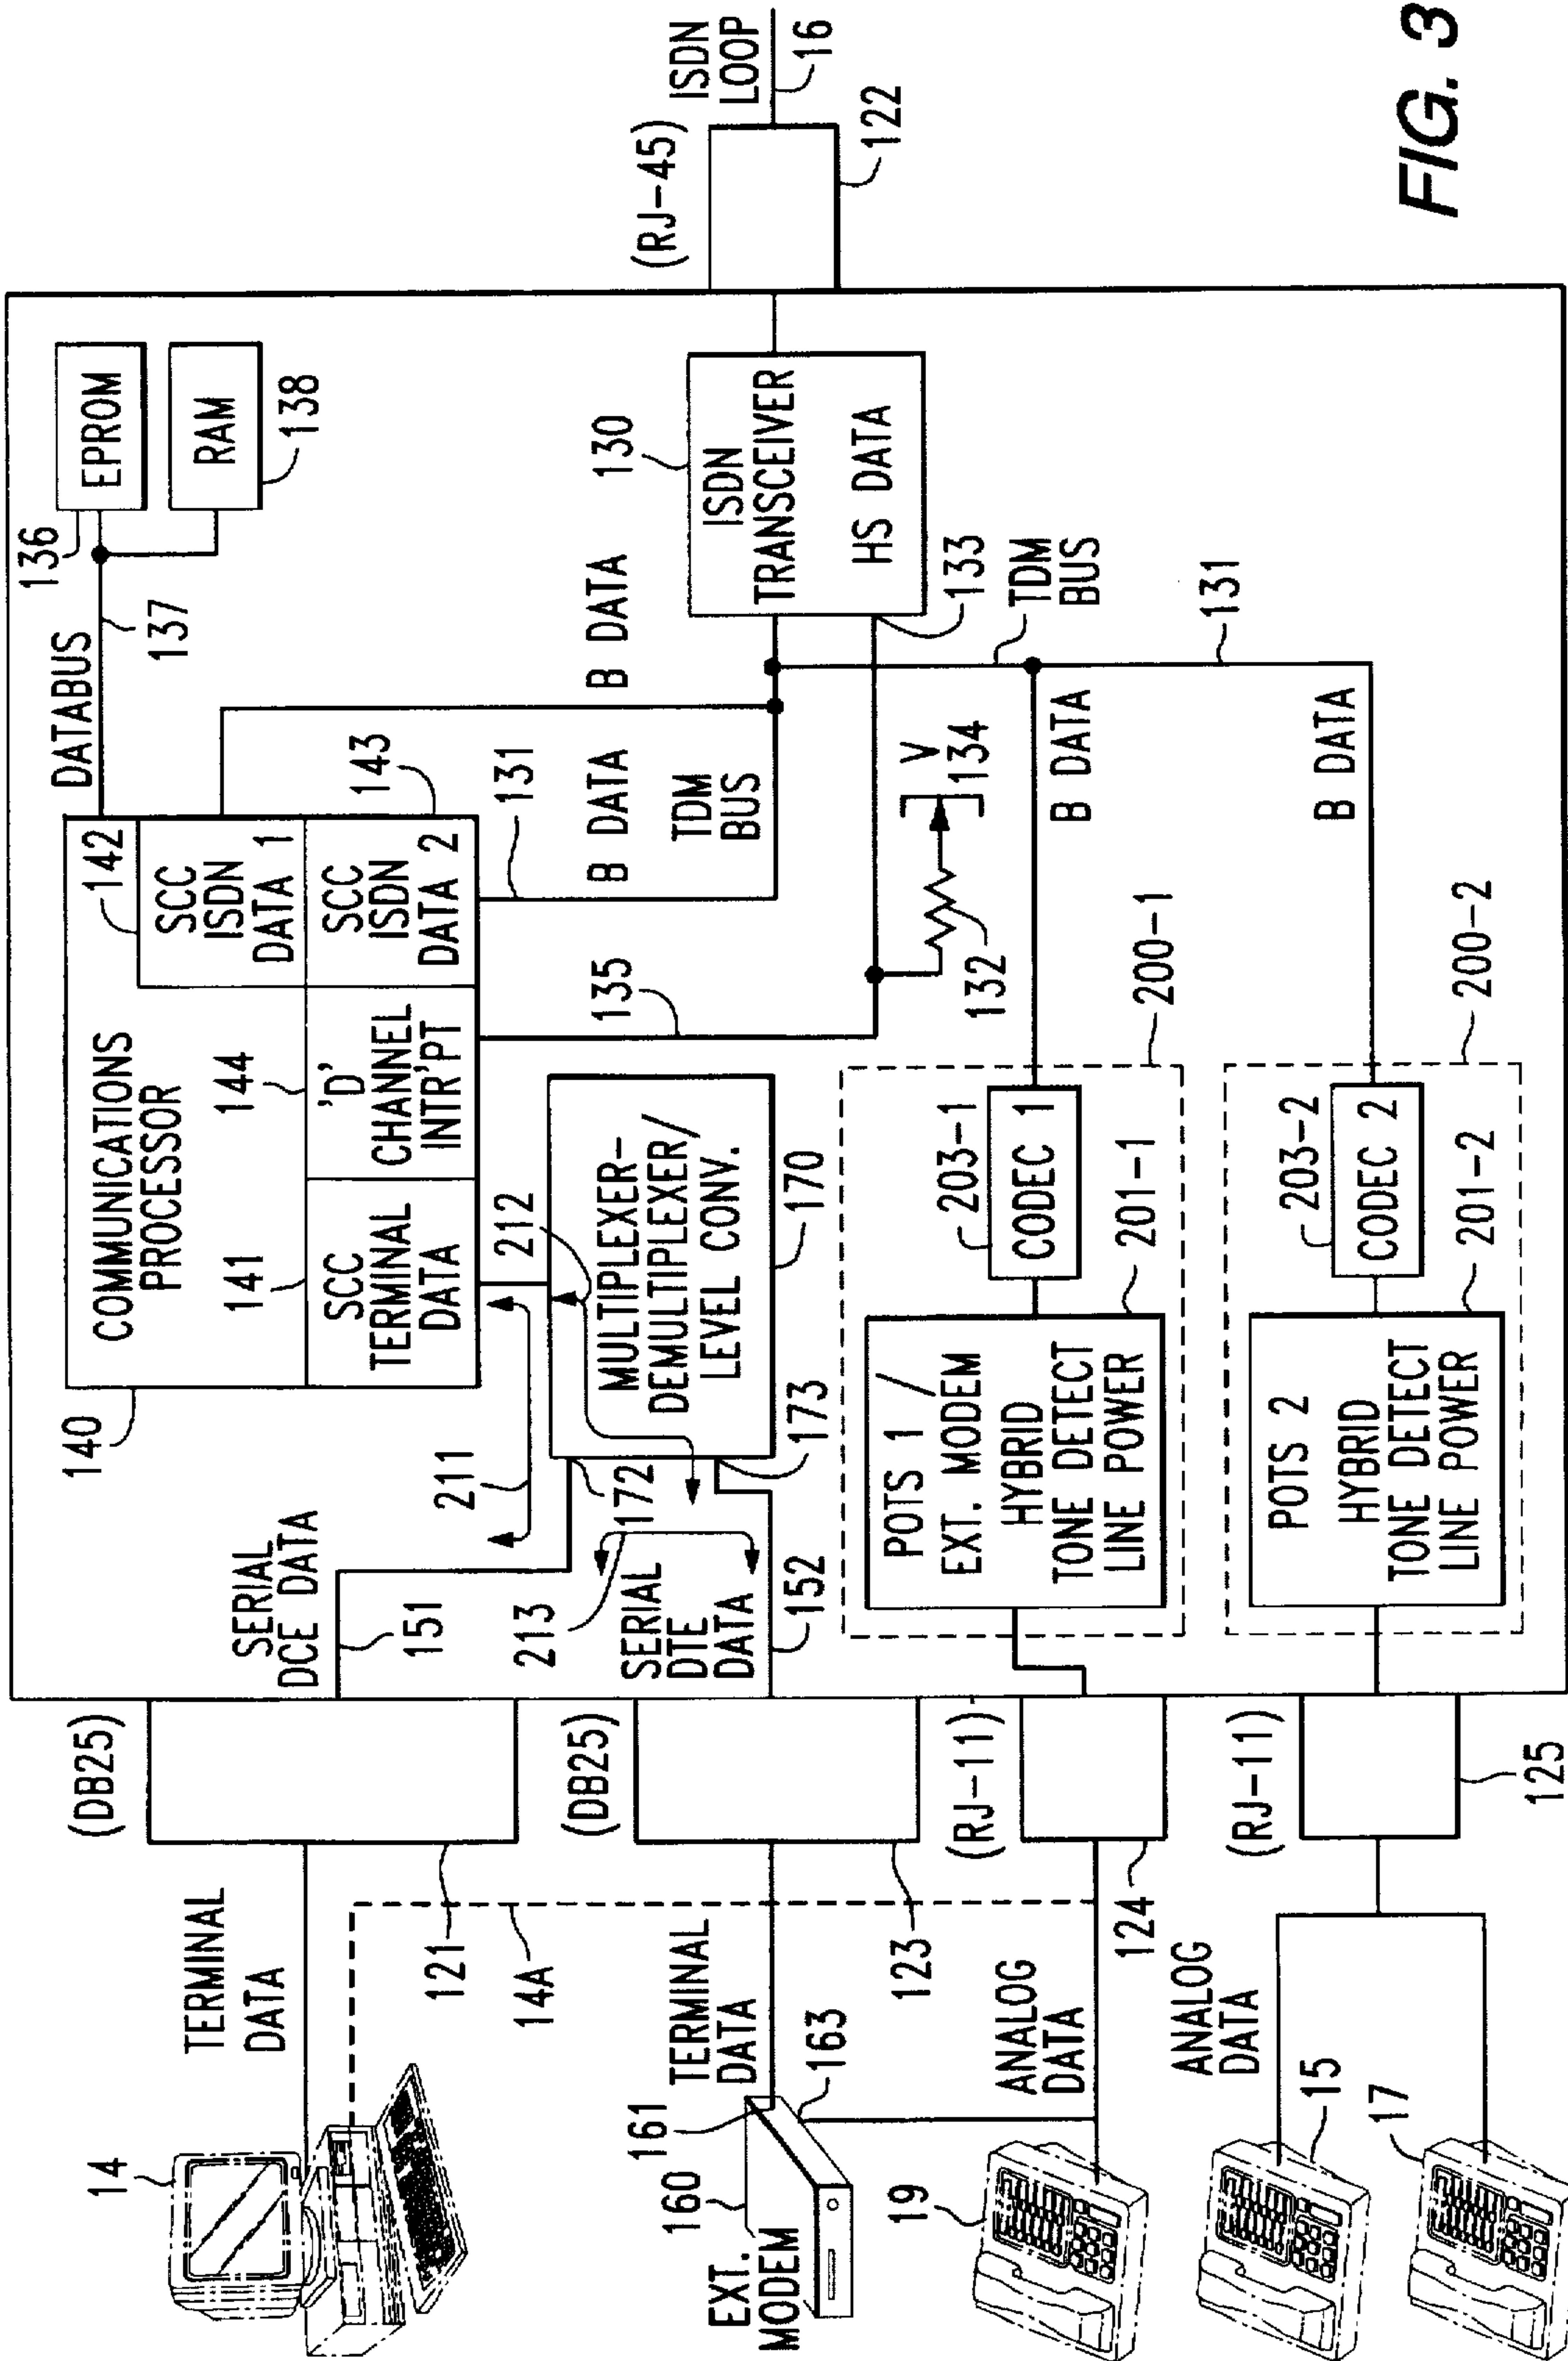 FIG. 3
14
TERMINAL
DATA
(DB25)
121
14A
SERIAL
DCE DATA
151
140
COMMUNICATIONS
PROCESSOR
141
144
142
SCC
ISDN
DATA 1
SCC
TERMINAL
DATA
'D'
CHANNEL
INTR'PT
SCC
ISDN
DATA 2
143
DATABUS
137
136
EPROM
RAM
138
211
212
135
131
B DATA
B DATA
TDM
BUS
(RJ-45)
ISDN
LOOP
16
122
130
ISDN
TRANSCEIVER
HS DATA
133
TDM
BUS
131
MULTIPLEXER-
DEMULTIPLEXER/
LEVEL CONV.
170
172
173
213
SERIAL
DTE
DATA
152
V
134
132
EXT.
MODEM
160
161
163
TERMINAL
DATA
(DB25)
123
19
ANALOG
DATA
(RJ-11)
124
POTS 1 /
EXT. MODEM
HYBRID
TONE DETECT
LINE POWER
203-1
CODEC 1
201-1
200-1
B DATA
15
17
ANALOG
DATA
(RJ-11)
125
POTS 2
HYBRID
TONE DETECT
LINE POWER
203-2
CODEC 2
201-2
200-2
B DATA